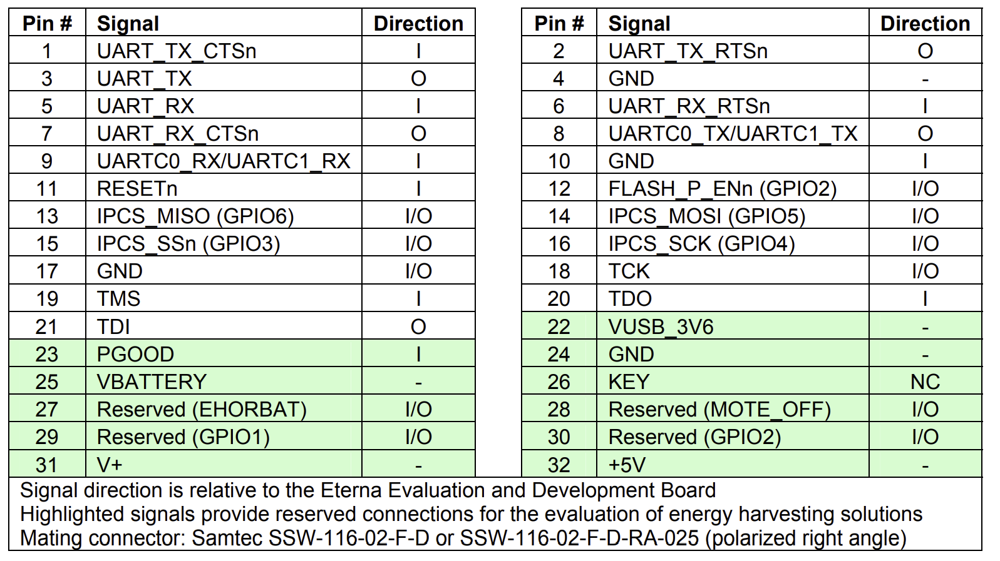 Pin # Signal Direction Pin # Signal Direction
1 UART_TX_CTSn I 2 UART_TX_RTSn O
3 UART_TX O 4 GND -
5 UART_RX I 6 UART_RX_RTSn I
7 UART_RX_CTSn O 8 UARTC0_TX/UARTC1_TX O
9 UARTC0_RX/UARTC1_RX I 10 GND I
11 RESETn I 12 FLASH_P_ENn (GPIO2) I/O
13 IPCS_MISO (GPIO6) I/O 14 IPCS_MOSI (GPIO5) I/O
15 IPCS_SSn (GPIO3) I/O 16 IPCS_SCK (GPIO4) I/O
17 GND I/O 18 TCK I/O
19 TMS I 20 TDO I
21 TDI O 22 VUSB_3V6 -
23 PGOOD I 24 GND -
25 VBATTERY - 26 KEY NC
27 Reserved (EHORBAT) I/O 28 Reserved (MOTE_OFF) I/O
29 Reserved (GPIO1) I/O 30 Reserved (GPIO2) I/O
31 V+ - 32 +5V -
Signal direction is relative to the Eterna Evaluation and Development Board
Highlighted signals provide reserved connections for the evaluation of energy harvesting solutions
Mating connector: Samtec SSW-116-02-F-D or SSW-116-02-F-D-RA-025 (polarized right angle)